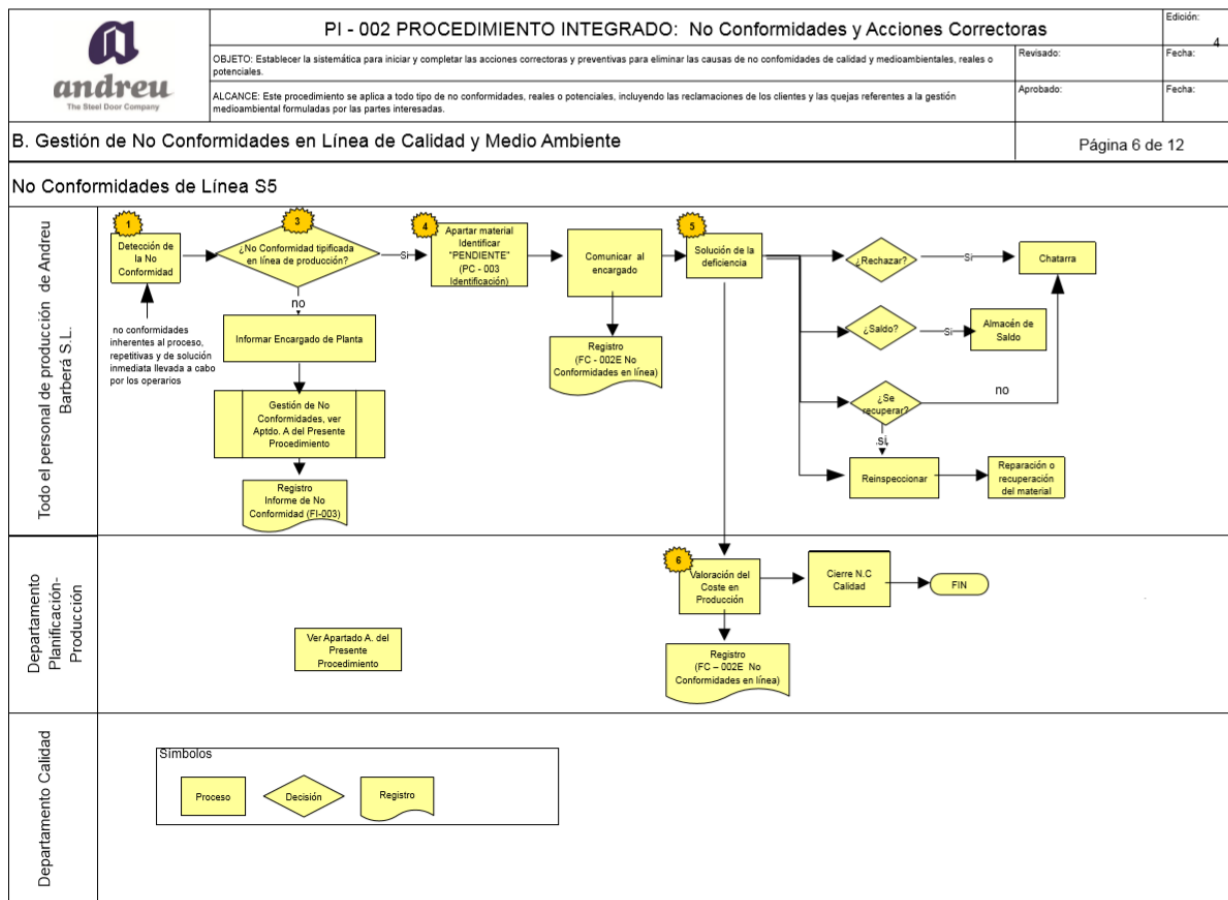 andreu
The Steel Door Company
PI - 002 PROCEDIMIENTO INTEGRADO: No Conformidades y Acciones Correctoras
Edición:
4
OBJETO: Establecer la sistemática para iniciar y completar las acciones correctoras y preventivas para eliminar las causas de no confomidades de calidad y medioambientales, reales o
potenciales.
Revisado:
Fecha:
ALCANCE: Este procedimiento se aplica a todo tipo de no conformidades, reales o potenciales, incluyendo las reclamaciones de los clientes y las quejas referentes a la gestión
medioambiental formuladas por las partes interesadas.
Aprobado:
Fecha:
B. Gestión de No Conformidades en Línea de Calidad y Medio Ambiente
Página 6 de 12
No Conformidades de Línea S5
Todo el personal de producción de Andreu
Barberá S.L.
1
Detección de
la No
Conformidad
no conformidades
inherentes al proceso,
repetitivas y de solución
inmediata llevada a cabo
por los operarios
3
¿No Conformidad tipificada
en línea de producción?
si
no
Informar Encargado de Planta
Gestión de No
Conformidades, ver
Aptdo. A del Presente
Procedimiento
Registro
Informe de No
Conformidad (FI-003)
4
Apartar material
Identificar
"PENDIENTE"
(PC - 003
Identificación)
Comunicar al
encargado
Registro
(FC - 002E No
Conformidades en línea)
5
Solución de la
deficiencia
¿Rechazar?
Si
Chatarra
¿Saldo?
Si
Almacén de
Saldo
¿Se
recuperar?
no
si
Reinspeccionar
Reparación o
recuperación
del material
Departamento
Planificación-
Producción
Ver Apartado A. del
Presente
Procedimiento
6
Valoración del
Coste en
Producción
Cierre N.C
Calidad
FIN
Registro
(FC – 002E No
Conformidades en línea)
Departamento Calidad
Símbolos
Proceso
Decisión
Registro